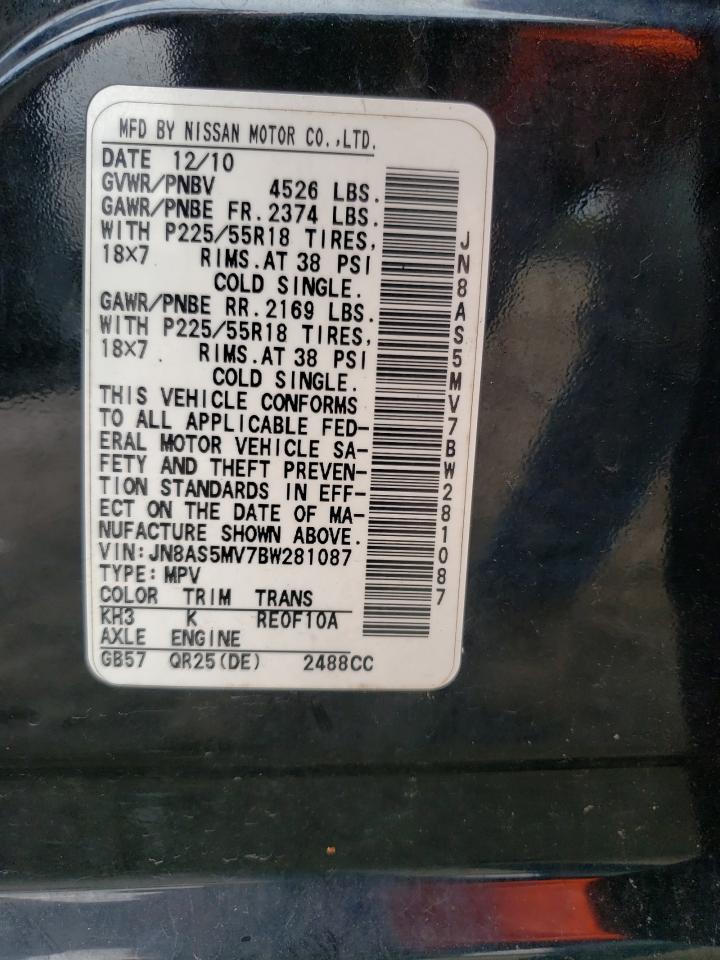 MFD BY NISSAN MOTOR CO.,LTD.
DATE 12/10
GVWR/PNBV 4526 LBS.
GAWR/PNBE FR.2374 LBS.
WITH P225/55R18 TIRES,
18×7 RIMS.AT 38 PSI
COLD SINGLE.
GAWR/PNBE RR.2169 LBS.
WITH P225/55R18 TIRES,
18×7 . RIMS.AT 38 PSI
COLD SINGLE.
THIS VEHICLE CONFORMS
TO ALL APPLICABLE FED-
ERAL MOTOR VEHICLE SA-
FETY AND THEFT PREVEN-
TION STANDARDS IN EFF-
ECT ON THE DATE OF MA-
NUFACTURE SHOWN ABOVE.
VIN:JN8AS5MV7BW281087
TYPE:MPV
COLOR TRIM TRANS
KH3 K RE0F10A
AXLE ENGINE
GB57 QR25(DE) 2488CC
JN8AS5MV7BW281087